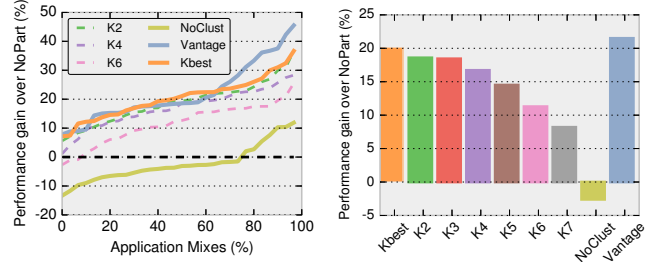 Performance gain over NoPart (%)
50
40
30
20
10
0
-10
-20
K2
K4
K6
NoClust
Vantage
Kbest
0
20
40
60
80
100
Application Mixes (%)
Performance gain over NoPart (%)
25
20
15
10
5
0
-5
Kbest
K2
K3
K4
K5
K6
K7
NoClust
Vantage